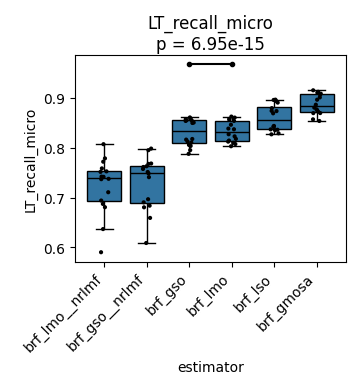 LT_recall_micro
p = 6.95e-15
LT_recall_micro
0.9
0.8
0.7
0.6
brf_lmo__nrlmf
brf_gso__nrlmf
brf_gso
brf_lmo
brf_lso
brf_gmosa
estimator